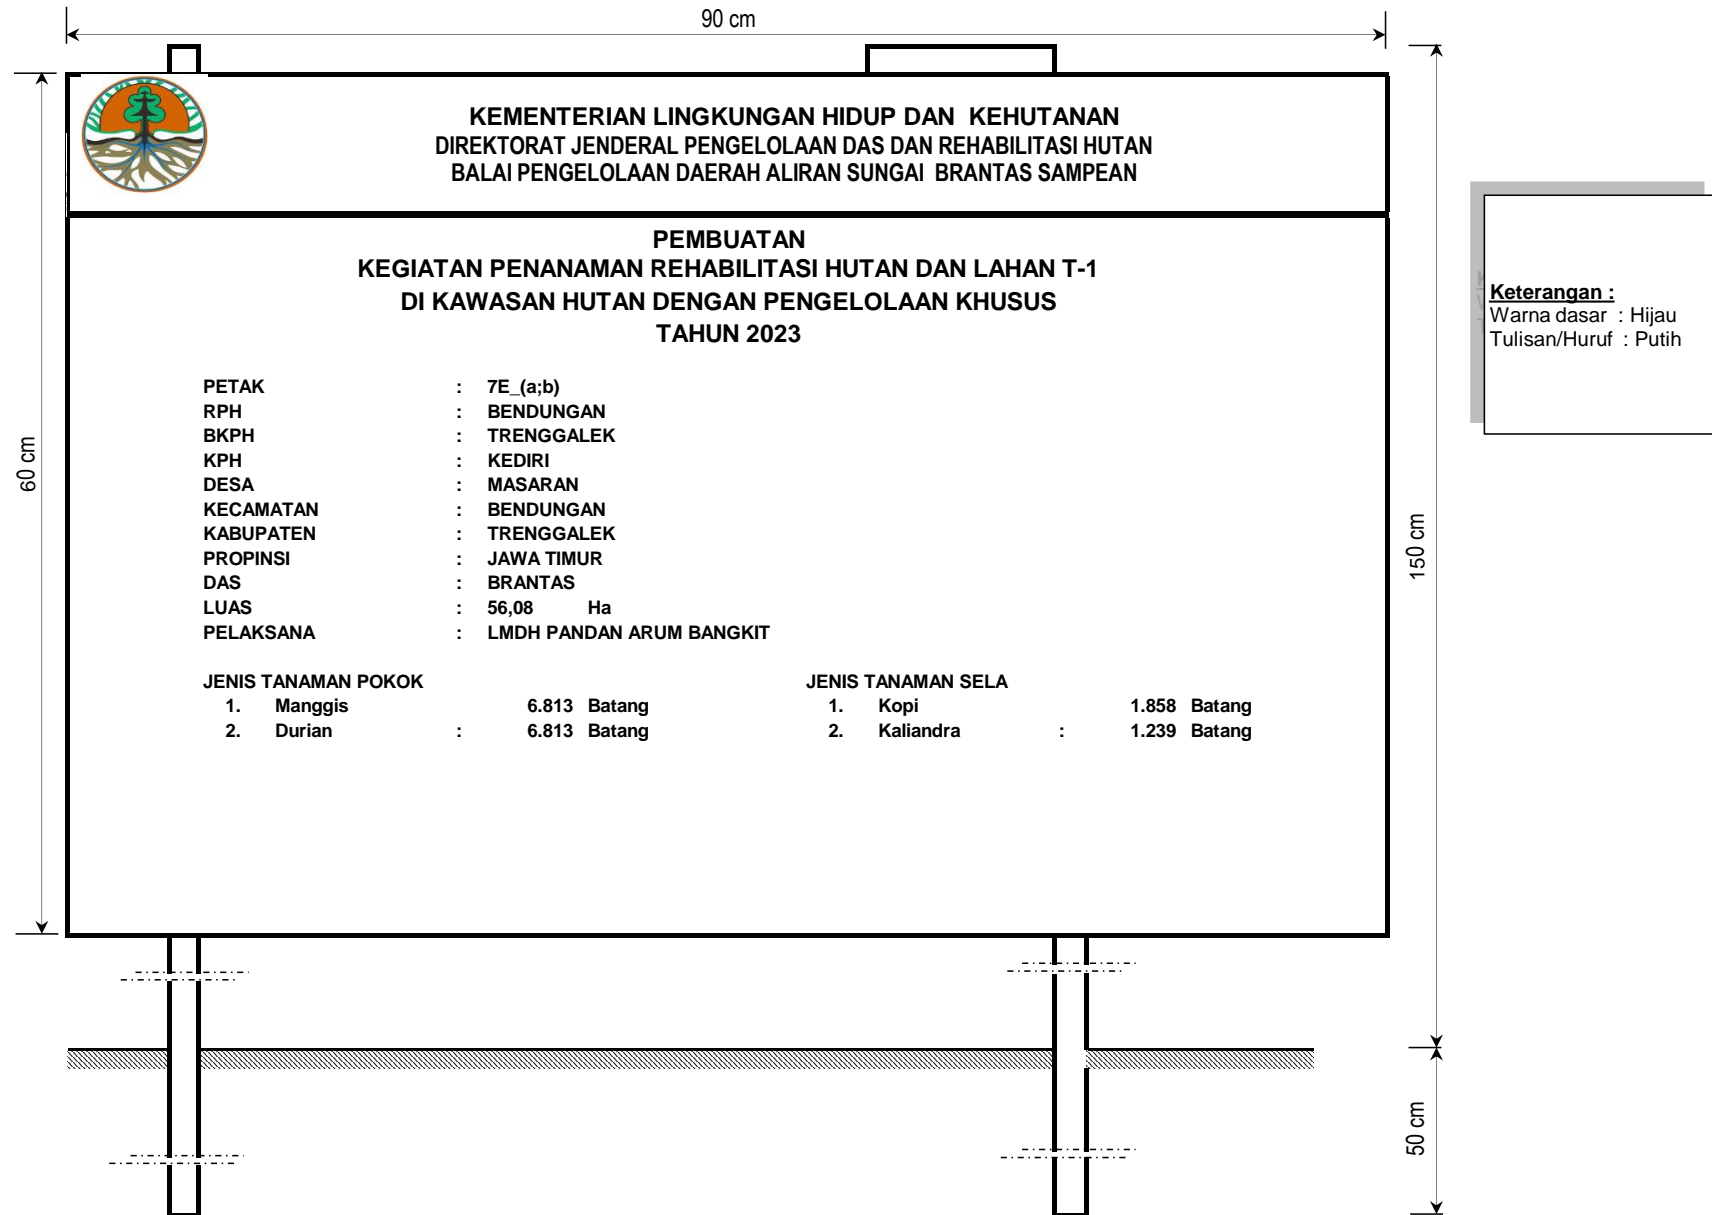 90 cm
KEMENTERIAN LINGKUNGAN HIDUP DAN KEHUTANAN
DIREKTORAT JENDERAL PENGELOLAAN DAS DAN REHABILITASI HUTAN
BALAI PENGELOLAAN DAERAH ALIRAN SUNGAI BRANTAS SAMPEAN
PEMBUATAN
KEGIATAN PENANAMAN REHABILITASI HUTAN DAN LAHAN T-1
DI KAWASAN HUTAN DENGAN PENGELOLAAN KHUSUS
TAHUN 2023
PETAK : 7E_(a;b)
RPH : BENDUNGAN
BKPH : TRENGGALEK
KPH : KEDIRI
DESA : MASARAN
KECAMATAN : BENDUNGAN
KABUPATEN : TRENGGALEK
PROPINSI : JAWA TIMUR
DAS : BRANTAS
LUAS : 56,08 Ha
PELAKSANA : LMDH PANDAN ARUM BANGKIT
JENIS TANAMAN POKOK
1. Manggis 6.813 Batang
2. Durian : 6.813 Batang
JENIS TANAMAN SELA
1. Kopi 1.858 Batang
2. Kaliandra : 1.239 Batang
60 cm
150 cm
50 cm
Keterangan :
Warna dasar : Hijau
Tulisan/Huruf : Putih